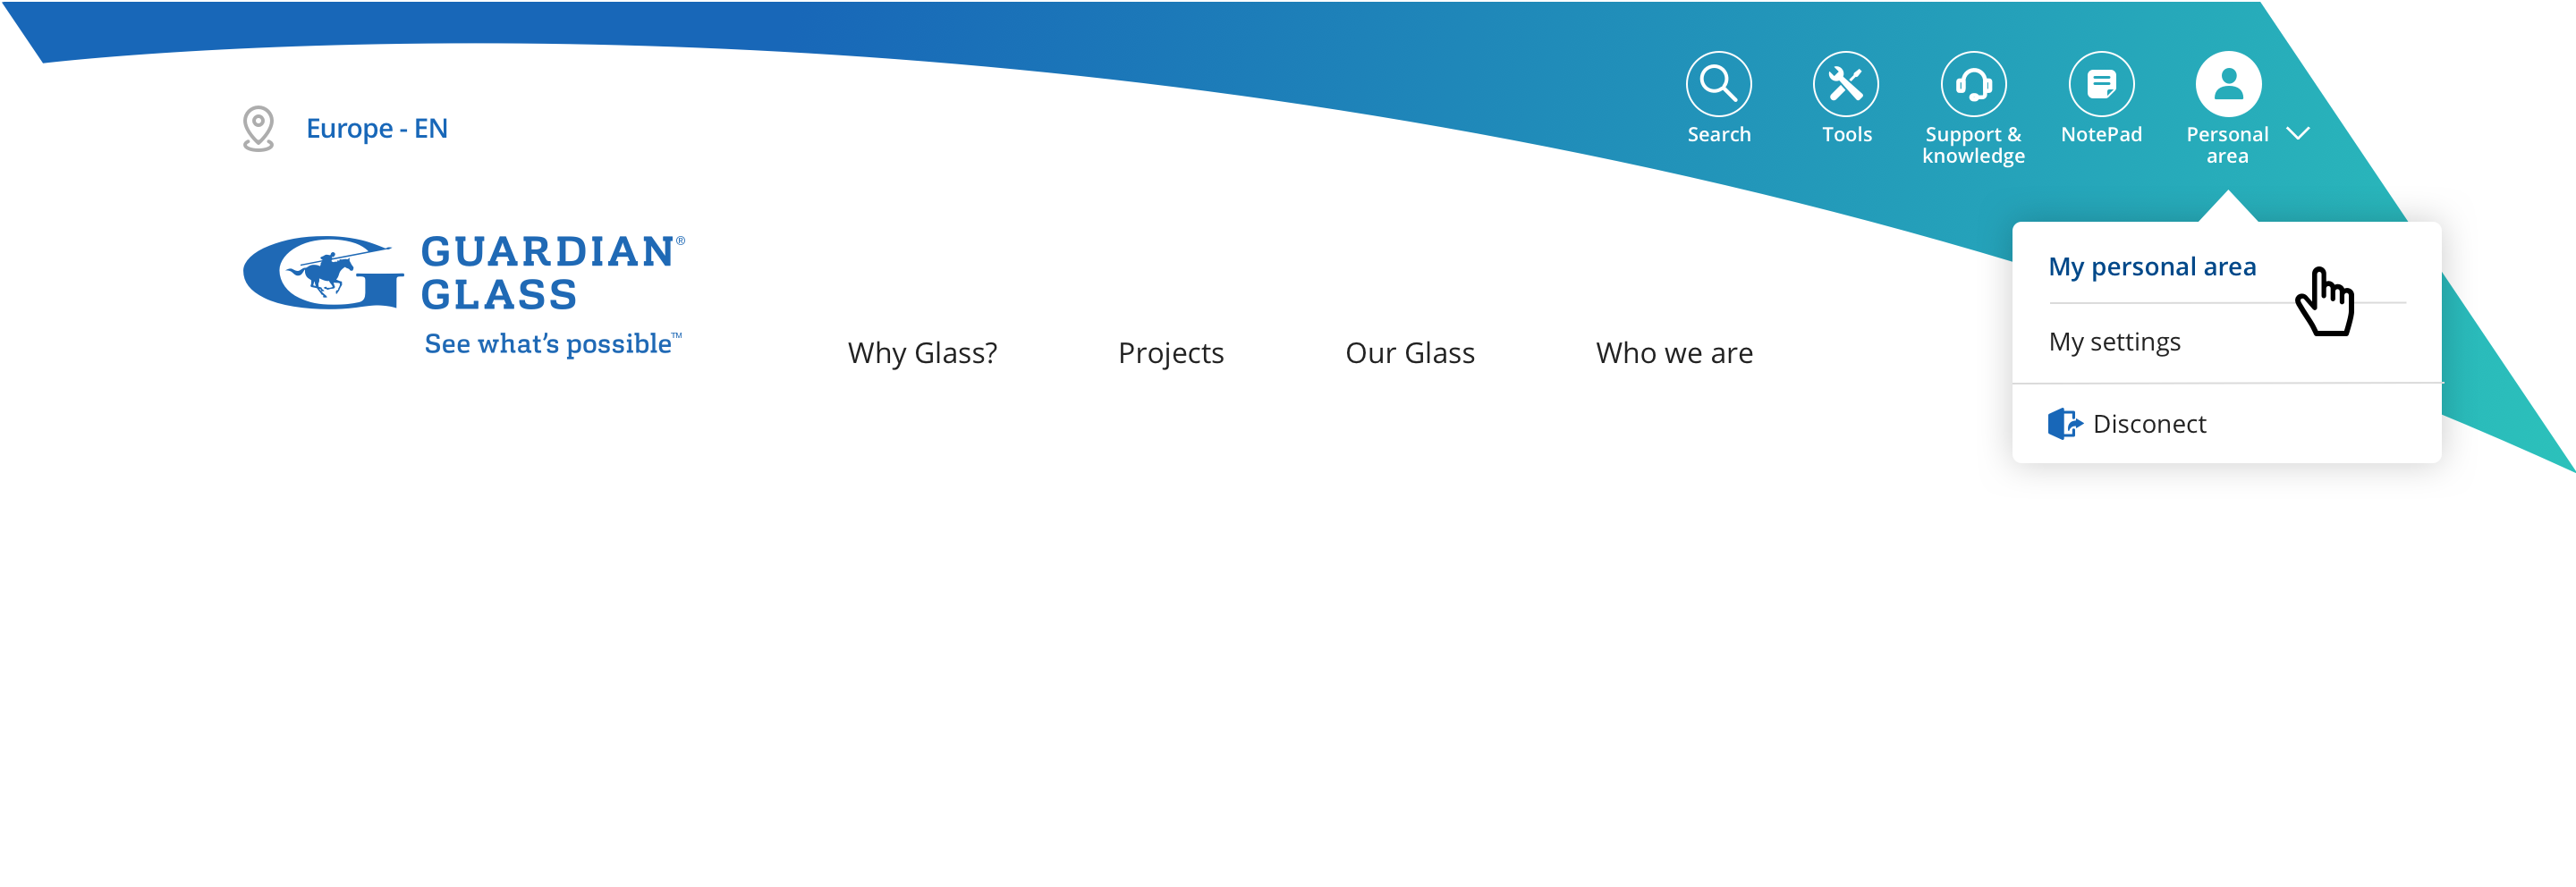 Europe - EN
Search
Tools
Support &
knowledge
NotePad
Personal
area
GUARDIAN®
GLASS
See what's possible™
Why Glass?
Projects
Our Glass
Who we are
My personal area
My settings
Disconect